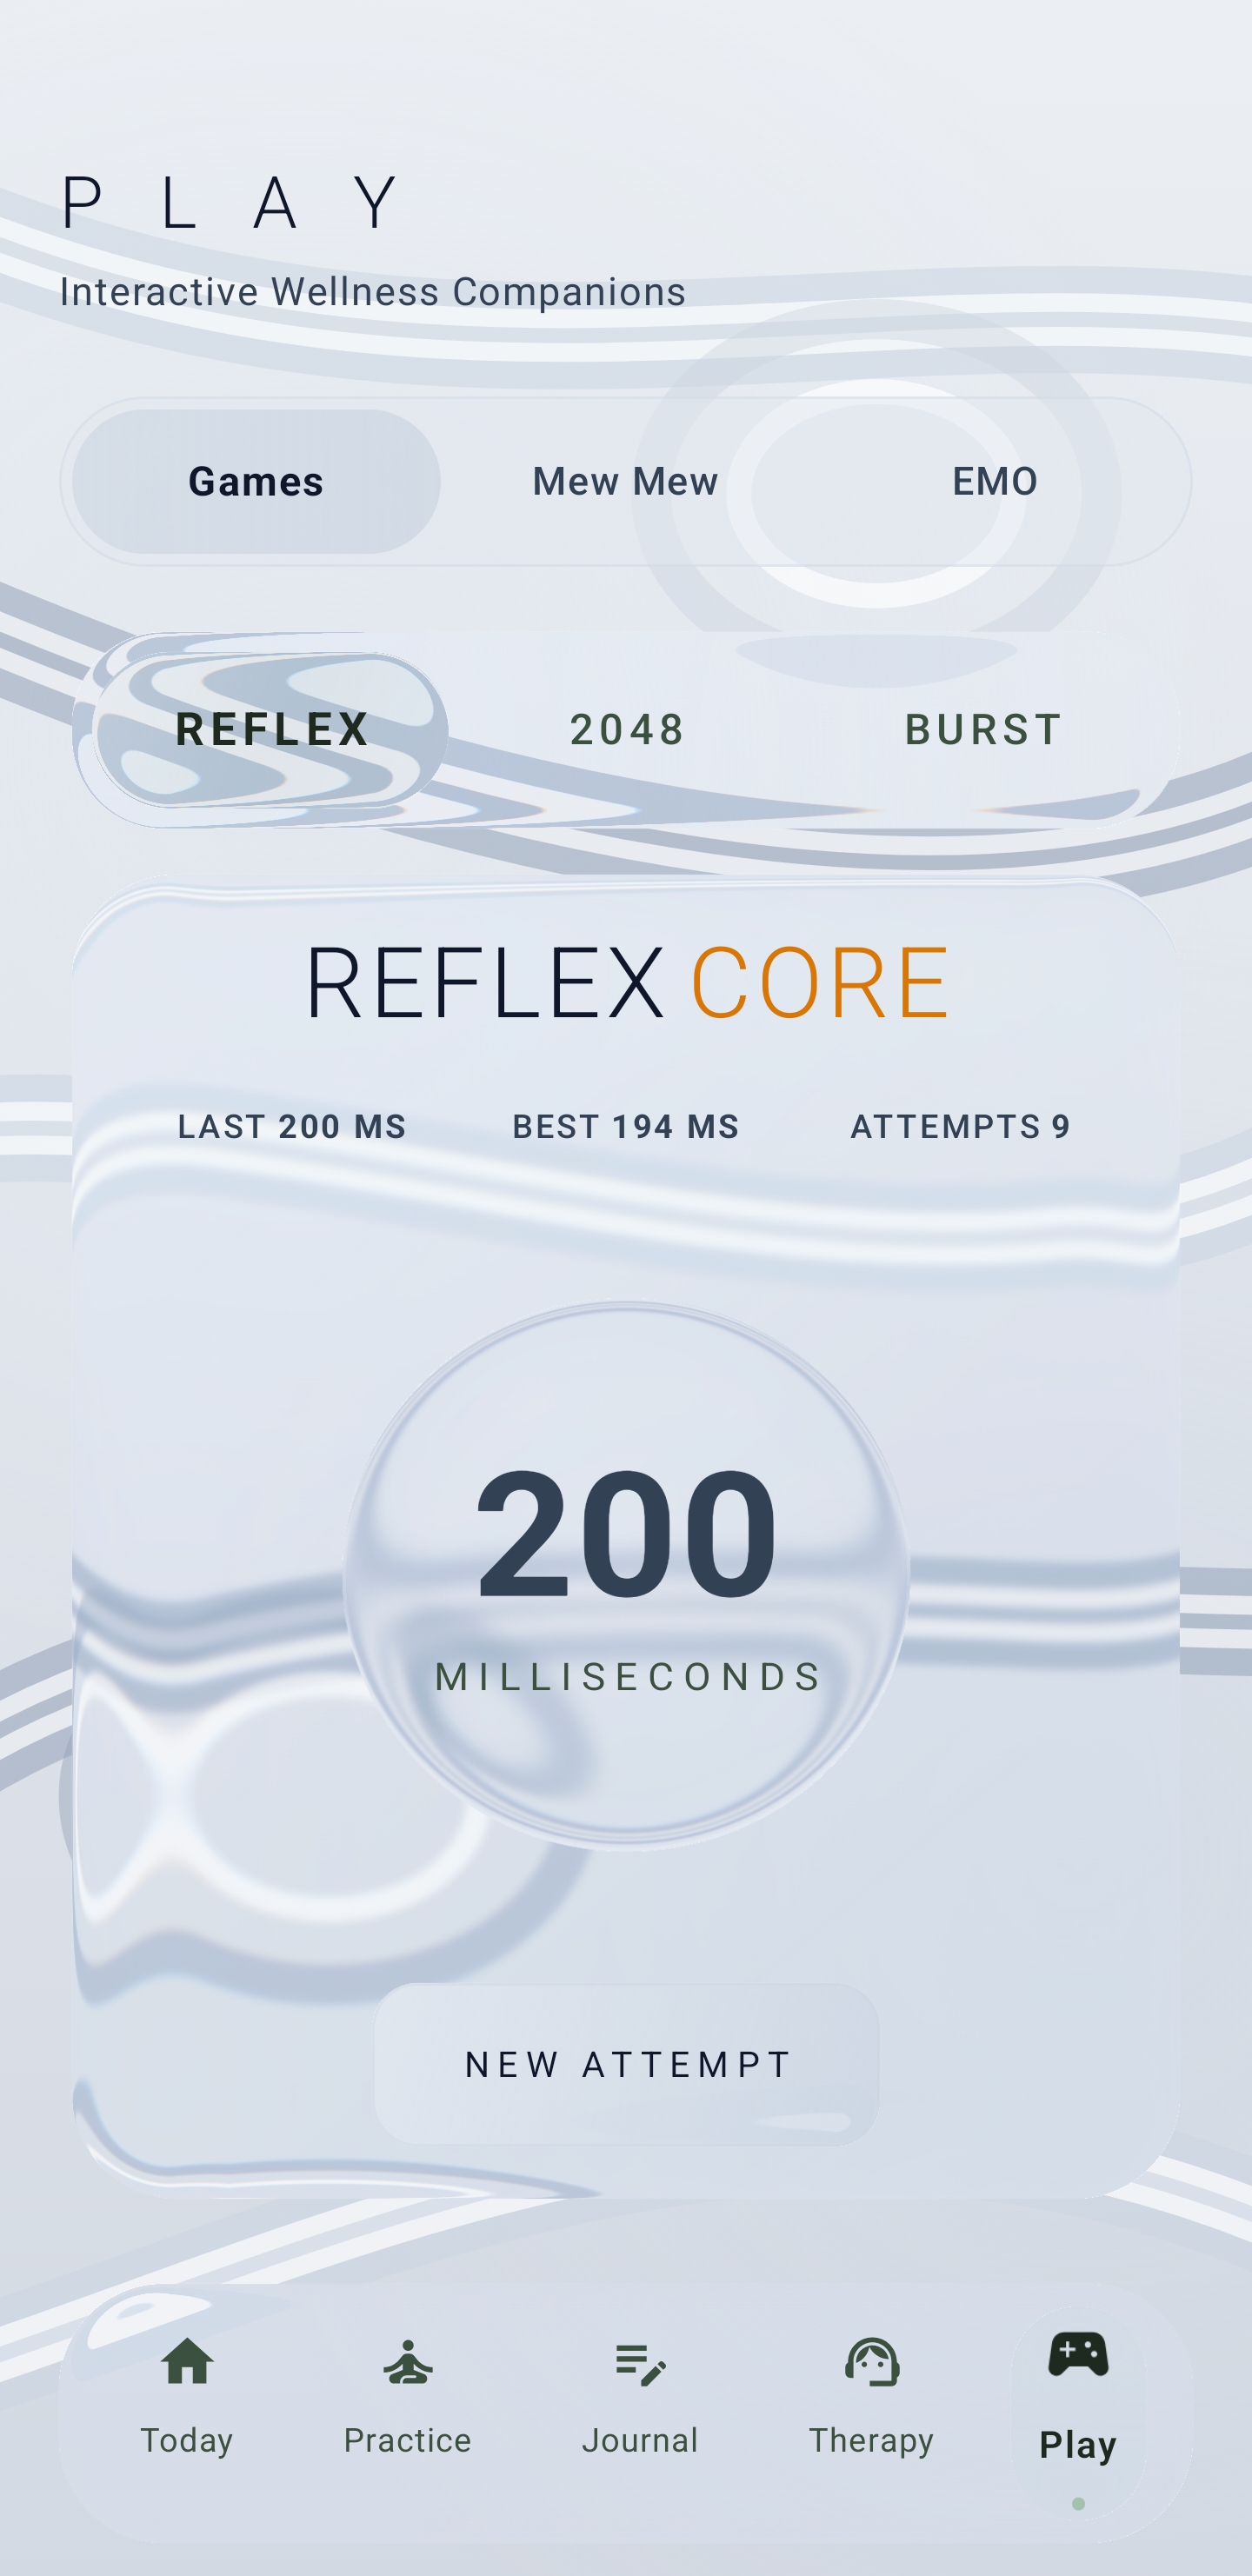 PLAY
Interactive Wellness Companions
Games Mew Mew EMO
REFLEX 2048 BURST
REFLEX CORE
LAST 200 MS BEST 194 MS ATTEMPTS 9
200
MILLISECONDS
NEW ATTEMPT
Today Practice Journal Therapy Play